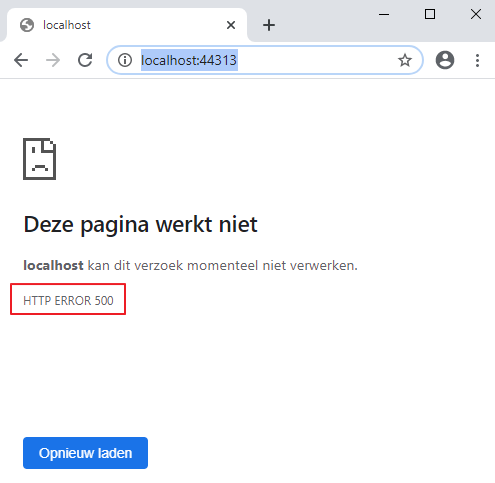 localhost
localhost:44313
Deze pagina werkt niet
localhost kan dit verzoek momenteel niet verwerken.
HTTP ERROR 500
Opnieuw laden